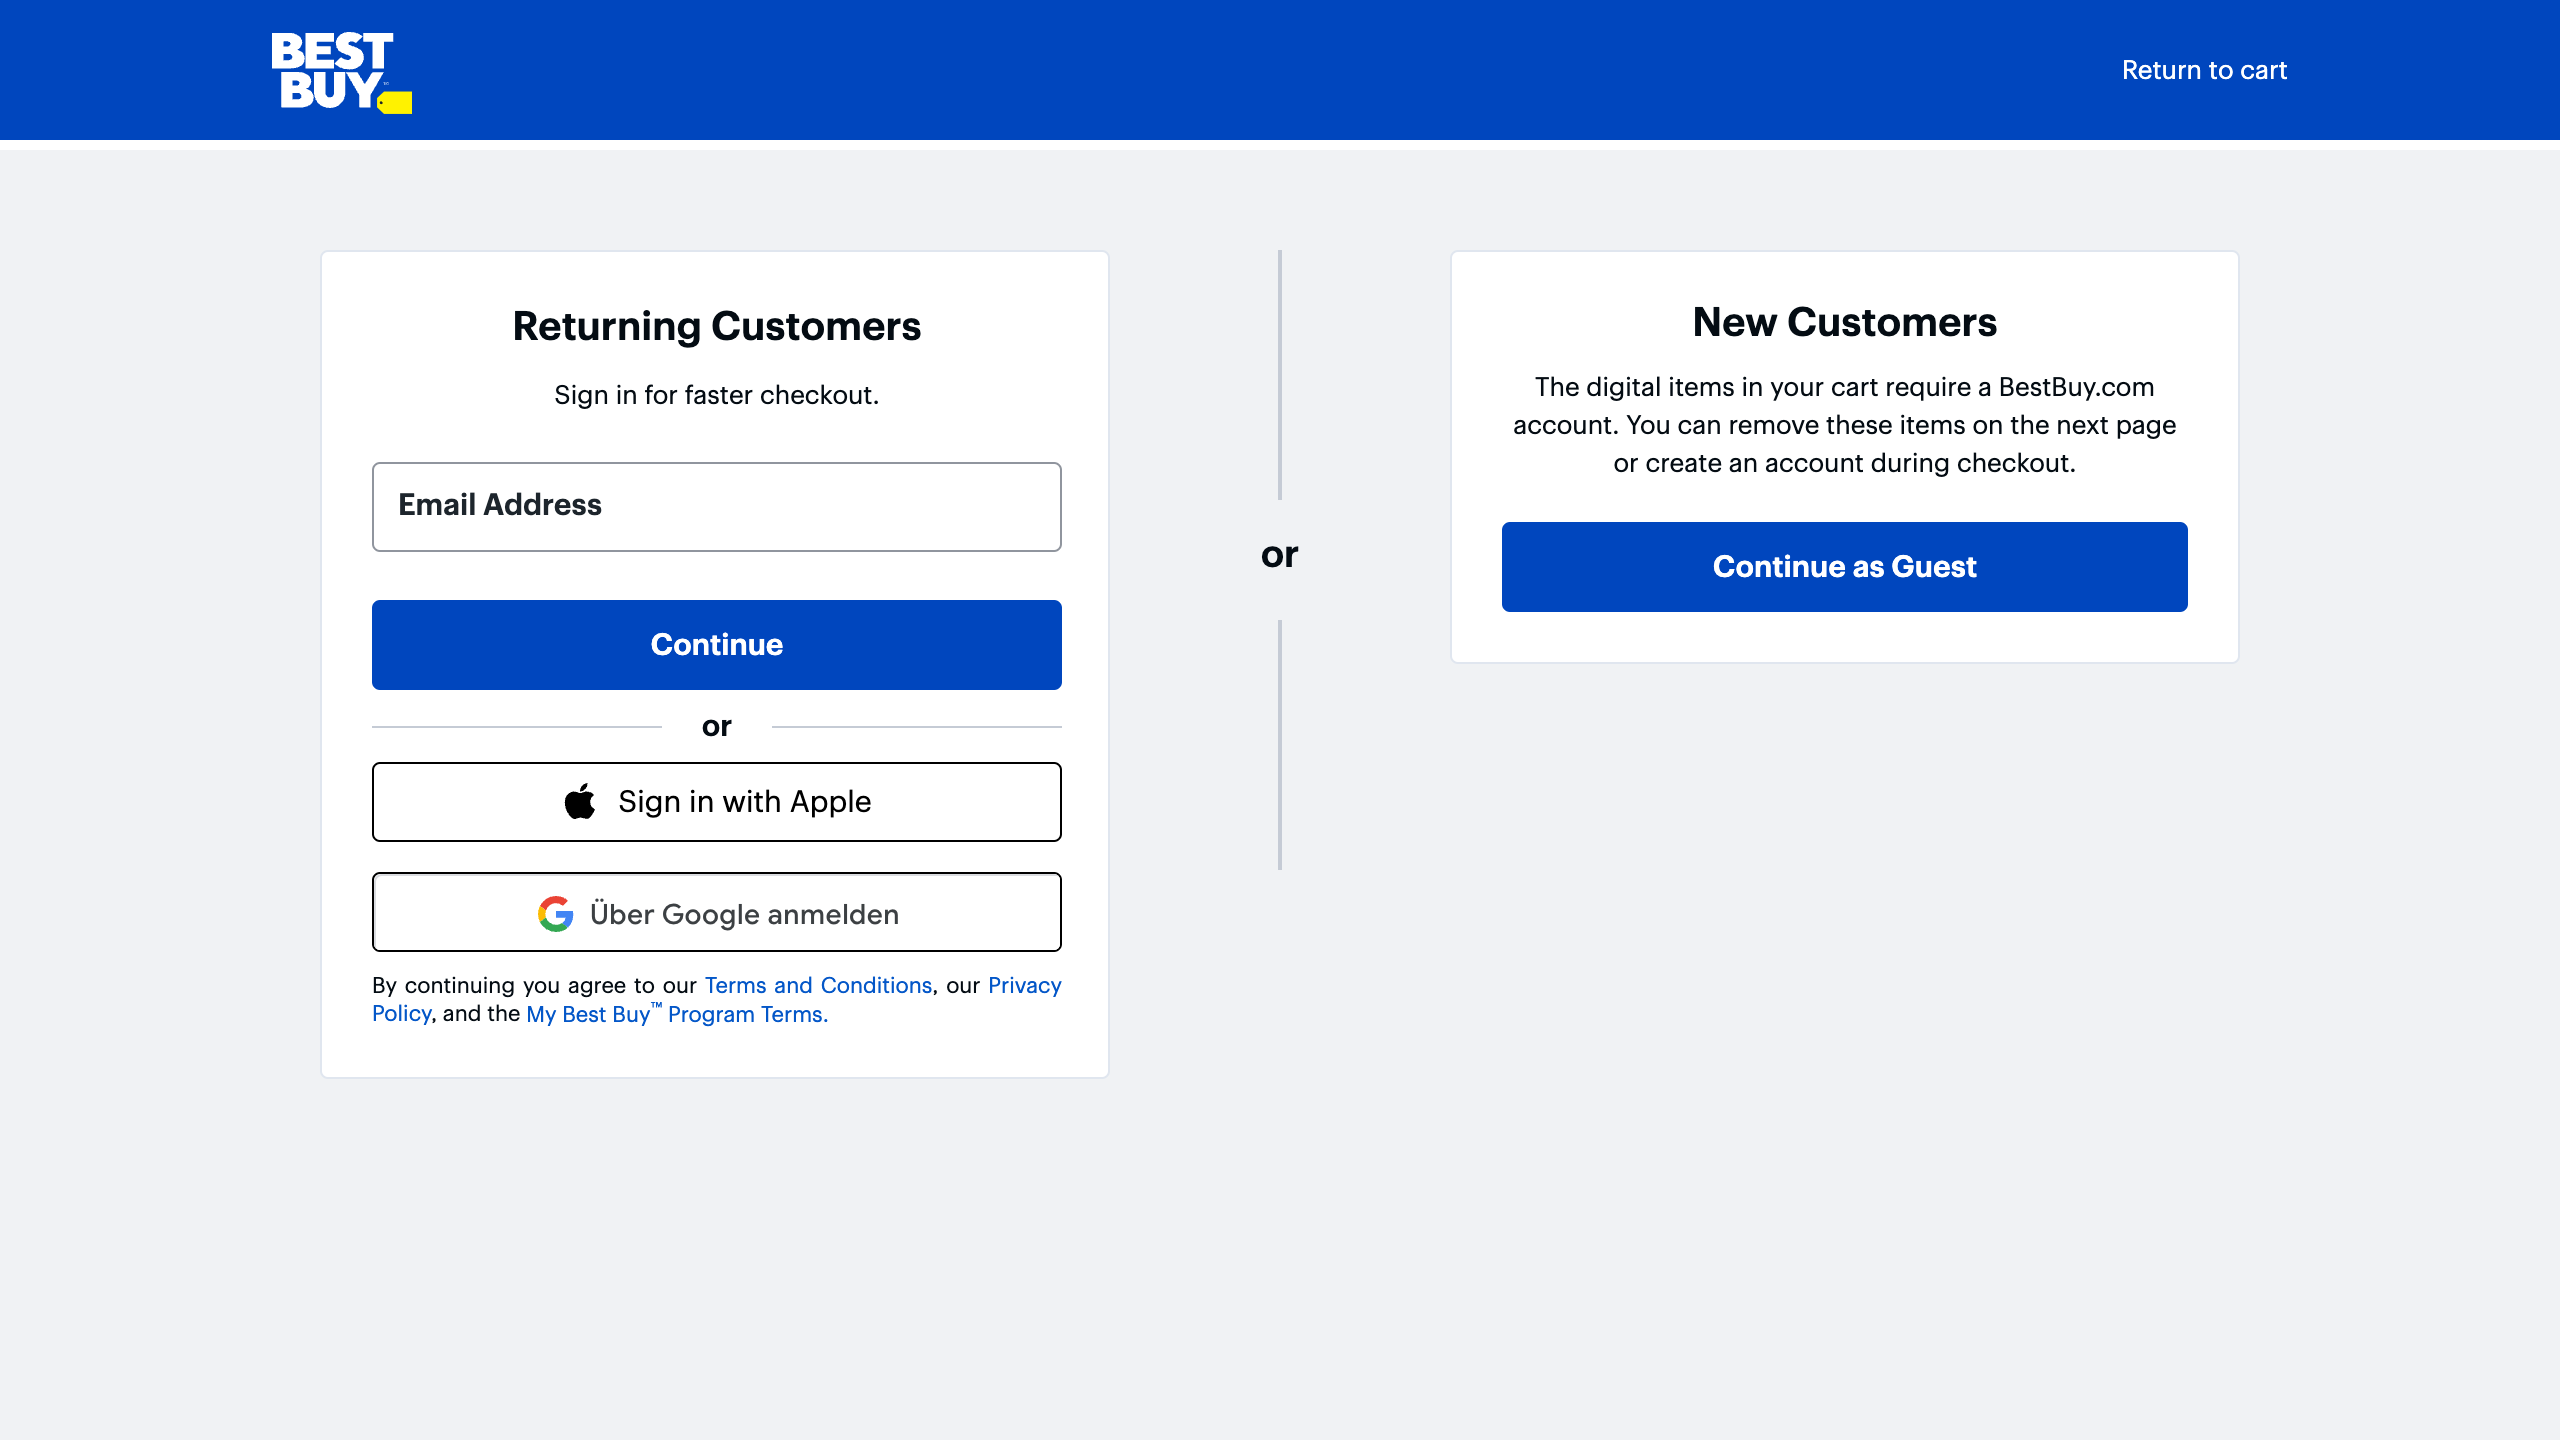 BEST
BUY
Return to cart
Returning Customers
Sign in for faster checkout.
Email Address
Continue
or
Sign in with Apple
Über Google anmelden
By continuing you agree to our Terms and Conditions, our Privacy
Policy, and the My Best Buy™ Program Terms.
or
New Customers
The digital items in your cart require a BestBuy.com
account. You can remove these items on the next page
or create an account during checkout.
Continue as Guest